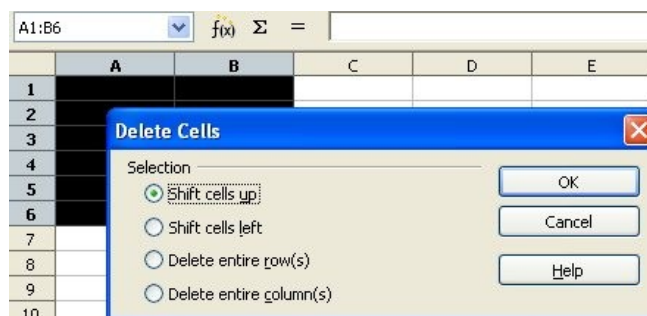 A1:B6 f(x) Σ =
A B C D E
1
2
3
4
5
6
7
8
9
10
Delete Cells
Selection
Shift cells up
Shift cells left
Delete entire row(s)
Delete entire column(s)
OK
Cancel
Help